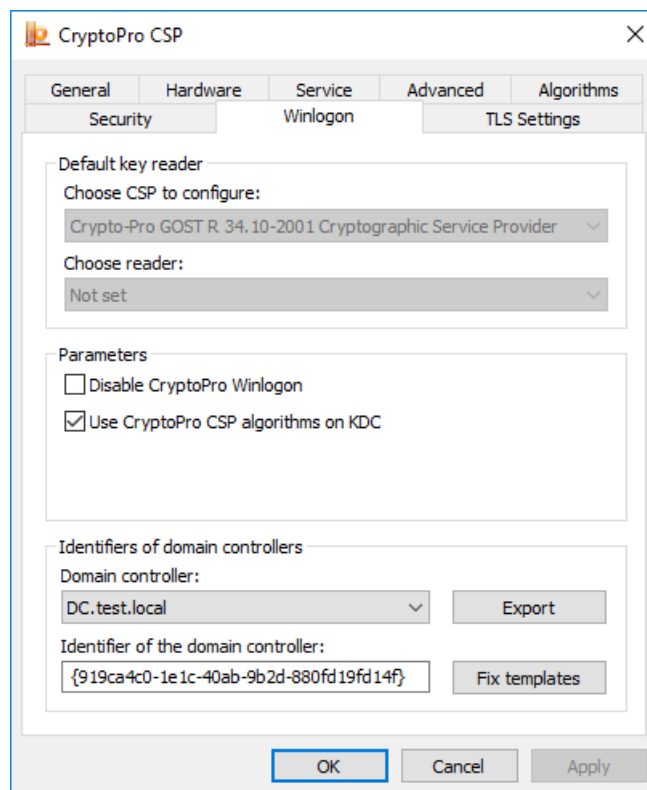 CryptoPro CSP
General Hardware Service Advanced Algorithms
Security Winlogon TLS Settings
Default key reader
Choose CSP to configure:
Crypto-Pro GOST R 34.10-2001 Cryptographic Service Provider
Choose reader:
Not set
Parameters
Disable CryptoPro Winlogon
Use CryptoPro CSP algorithms on KDC
Identifiers of domain controllers
Domain controller:
DC.test.local Export
Identifier of the domain controller:
{919ca4c0-1e1c-40ab-9b2d-880fd19fd14f} Fix templates
OK Cancel Apply